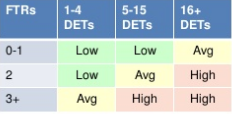 FTRs 1-4 DETs 5-15 DETs 16+ DETs
0-1 Low Low Avg
2 Low Avg High
3+ Avg High High